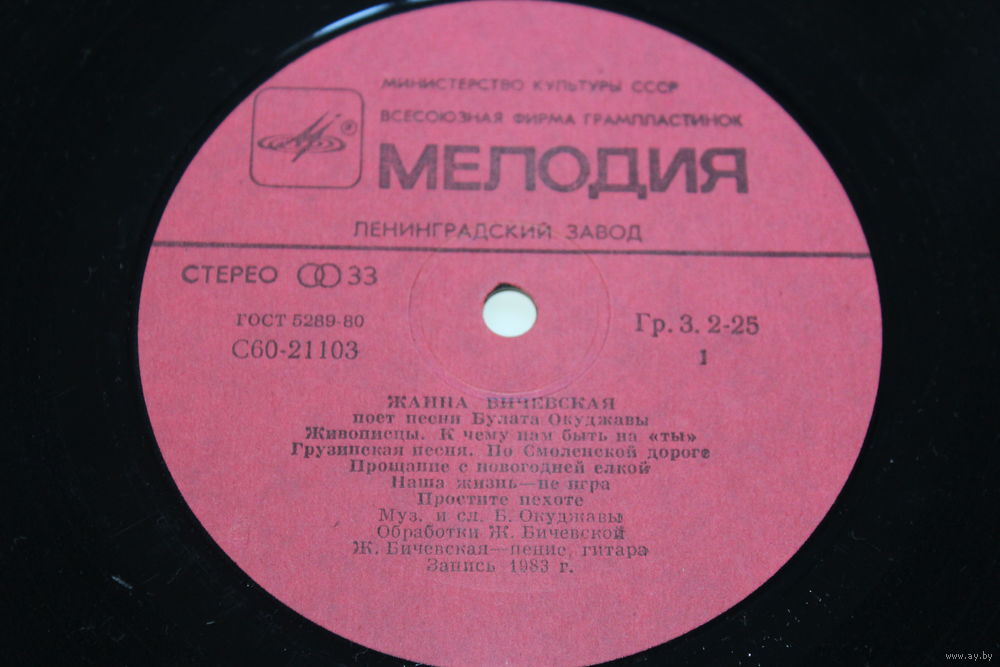 МИНИСТЕРСТВО КУЛЬТУРЫ СССР
ВСЕСОЮЗНАЯ ФИРМА ГРАМПЛАСТИНОК
МЕЛОДИЯ
ЛЕНИНГРАДСКИЙ ЗАВОД
СТЕРЕО 33
ГОСТ 5289-80
С60-21103
Гр. 3. 2-25
1
ЖАННА БИЧЕВСКАЯ
поет песни Булата Окуджавы
Живописцы. К чему нам быть на «ты»
Грузинская песня. По Смоленской дороге
Прощание с новогодней елкой
Наша жизнь—не игра
Простите пехоте
Муз. и сл. Б. Окуджавы
Обработки Ж. Бичевской
Ж. Бичевская—пение, гитара
Запись 1983 г.
www.ay.by